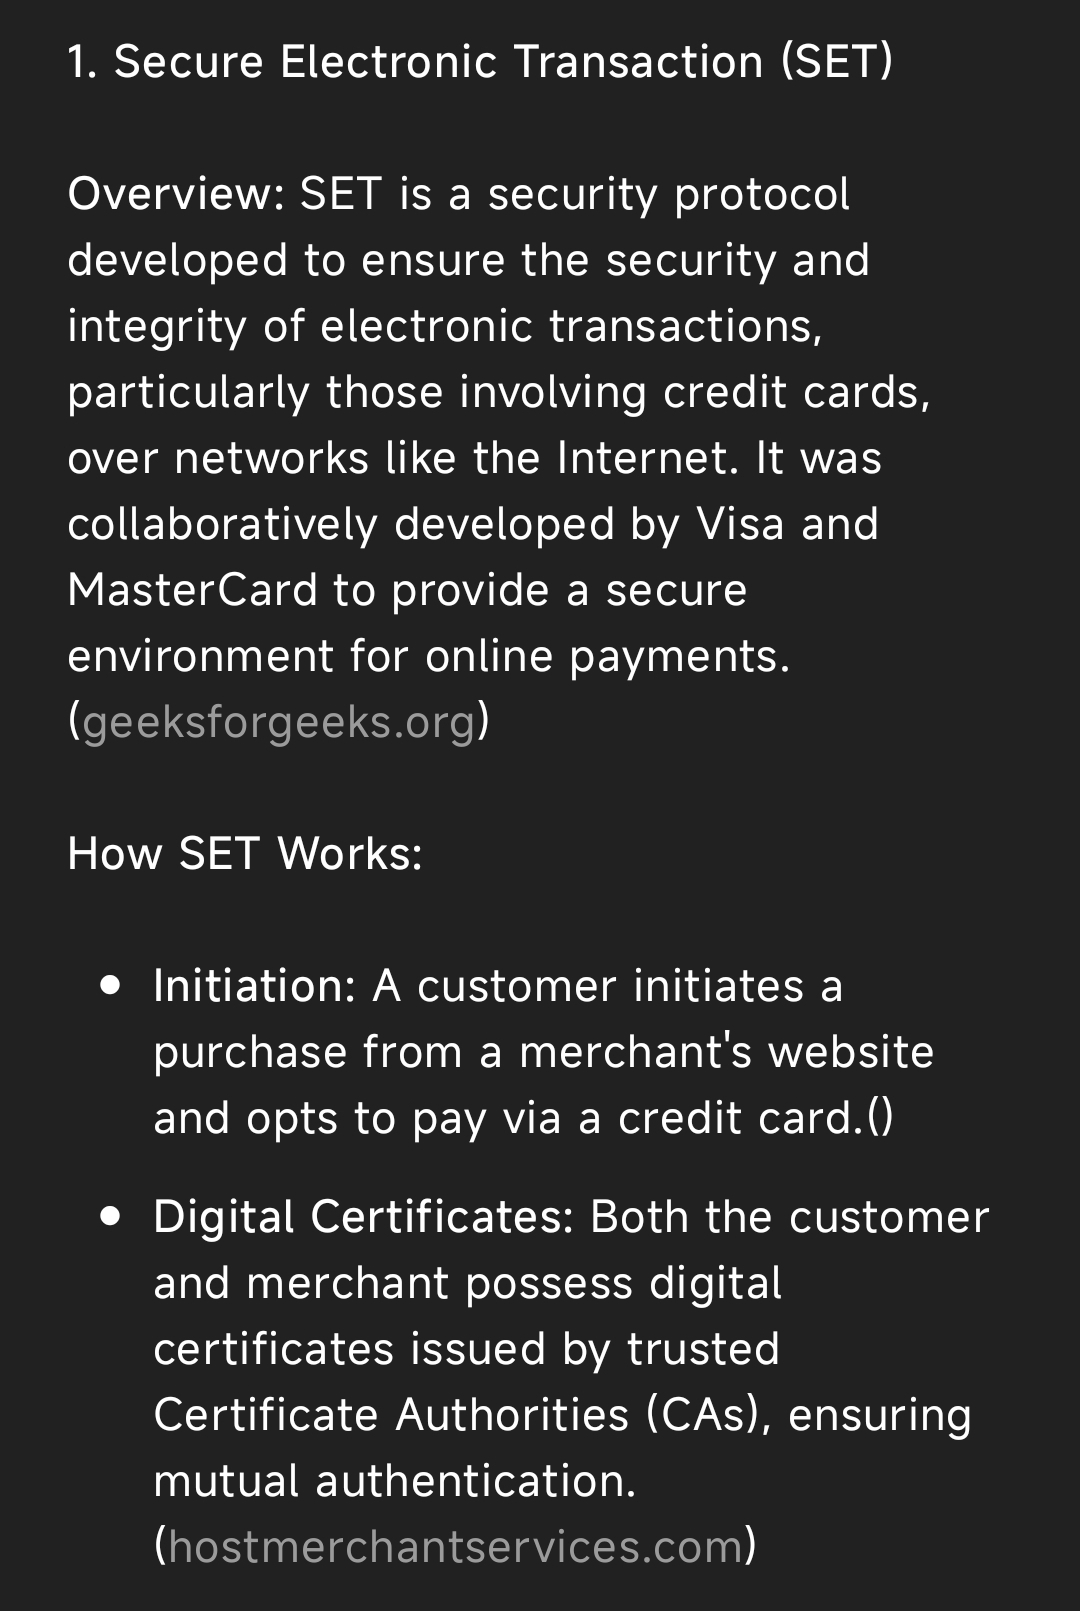 1. Secure Electronic Transaction (SET)
Overview: SET is a security protocol
developed to ensure the security and
integrity of electronic transactions,
particularly those involving credit cards,
over networks like the Internet. It was
collaboratively developed by Visa and
MasterCard to provide a secure
environment for online payments.
(geeksforgeeks.org)
How SET Works:
• Initiation: A customer initiates a
purchase from a merchant's website
and opts to pay via a credit card.()
• Digital Certificates: Both the customer
and merchant possess digital
certificates issued by trusted
Certificate Authorities (CAs), ensuring
mutual authentication.
(hostmerchantservices.com)